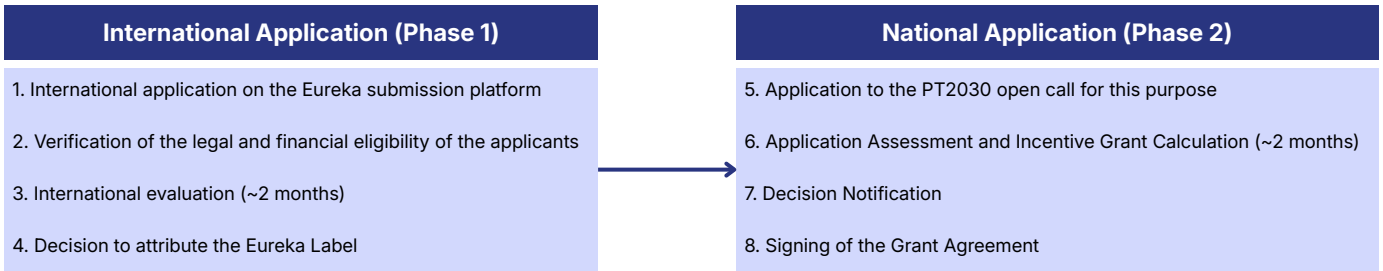 International Application (Phase 1)
1. International application on the Eureka submission platform
2. Verification of the legal and financial eligibility of the applicants
3. International evaluation (~2 months)
4. Decision to attribute the Eureka Label
National Application (Phase 2)
5. Application to the PT2030 open call for this purpose
6. Application Assessment and Incentive Grant Calculation (~2 months)
7. Decision Notification
8. Signing of the Grant Agreement